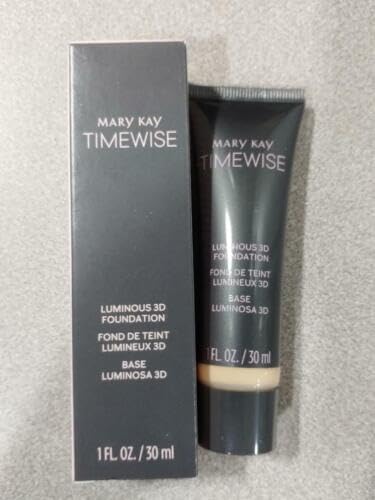 MARY KAY
TIMEWISE
LUMINOUS 3D
FOUNDATION
FOND DE TEINT
LUMINEUX 3D
BASE
LUMINOSA 3D
1 FL. OZ. / 30 ml
MARY KAY
TIMEWISE
LUMINOUS 3D
FOUNDATION
FOND DE TEINT
LUMINEUX 3D
BASE
LUMINOSA 3D
1 FL. OZ. / 30 ml